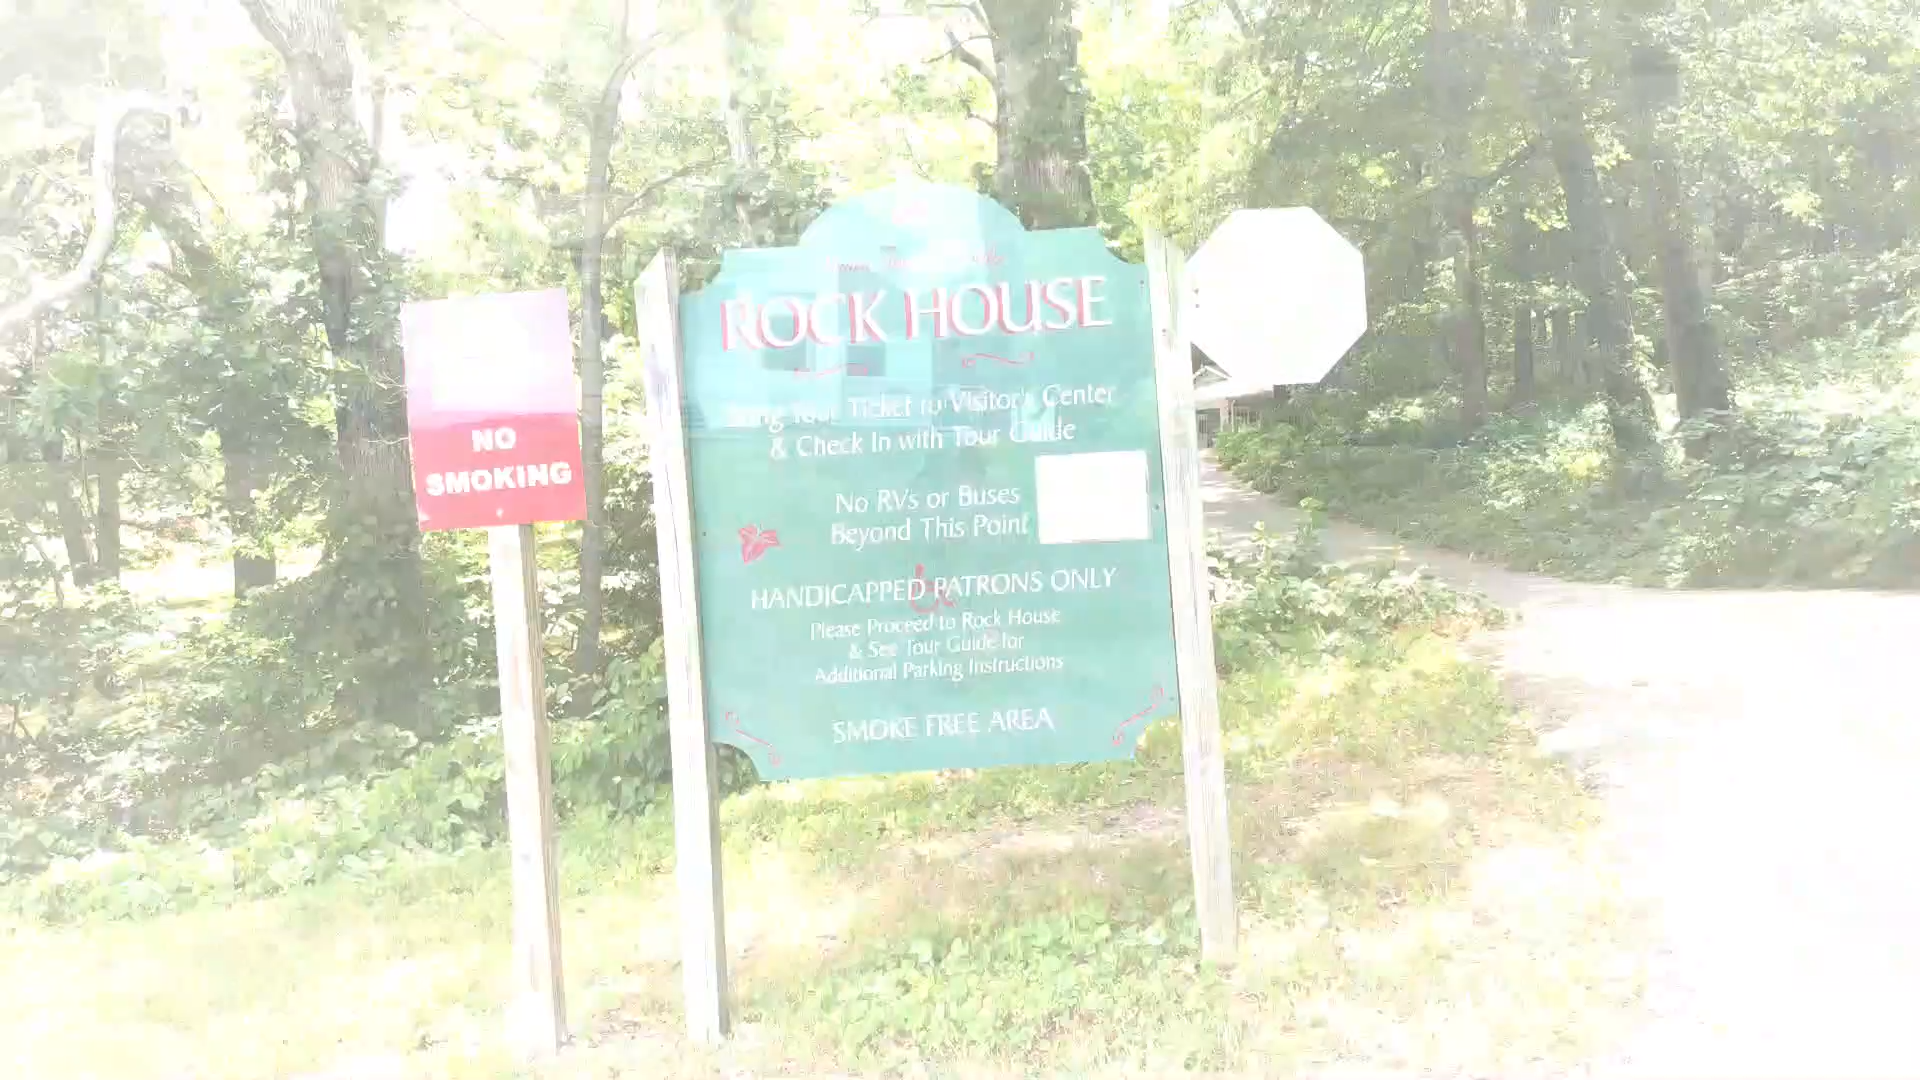 NO
SMOKING
ROCK HOUSE
Your Ticket to Visitor's Center
& Check In with Tour Guide
No RVs or Buses
Beyond This Point
HANDICAPPED PATRONS ONLY
Please Proceed to Rock House
& See Tour Guide for
Additional Parking Instructions
SMOKE FREE AREA